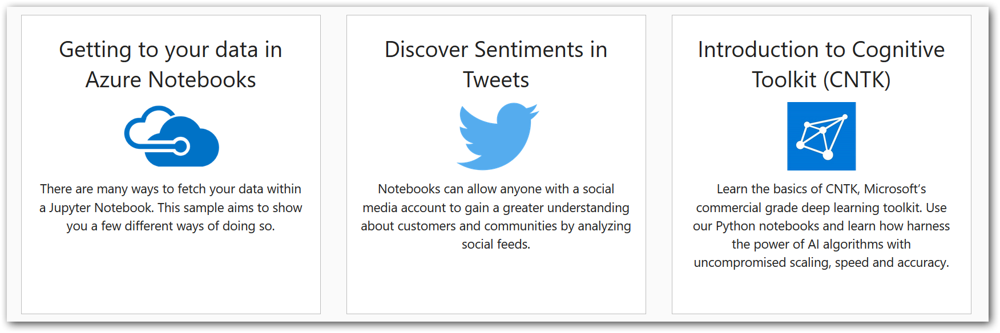 Getting to your data in
Azure Notebooks
There are many ways to fetch your data within
a Jupyter Notebook. This sample aims to show
you a few different ways of doing so.
Discover Sentiments in
Tweets
Notebooks can allow anyone with a social
media account to gain a greater understanding
about customers and communities by analyzing
social feeds.
Introduction to Cognitive
Toolkit (CNTK)
Learn the basics of CNTK, Microsoft’s
commercial grade deep learning toolkit. Use
our Python notebooks and learn how harness
the power of AI algorithms with
uncompromised scaling, speed and accuracy.